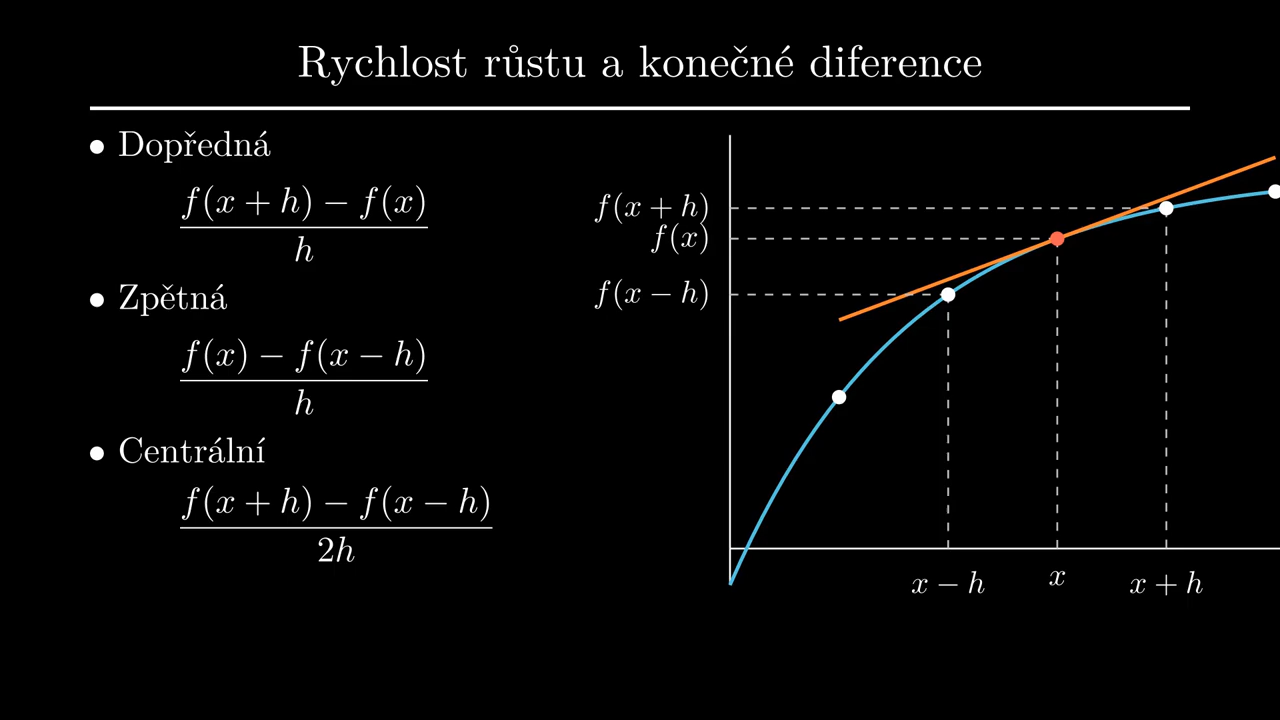 Rychlost růstu a konečné diference
• Dopředná
f(x + h) − f(x)
h
• Zpětná
f(x) − f(x − h)
h
• Centrální
f(x + h) − f(x − h)
2h
f(x + h)
f(x)
f(x − h)
x − h
x
x + h